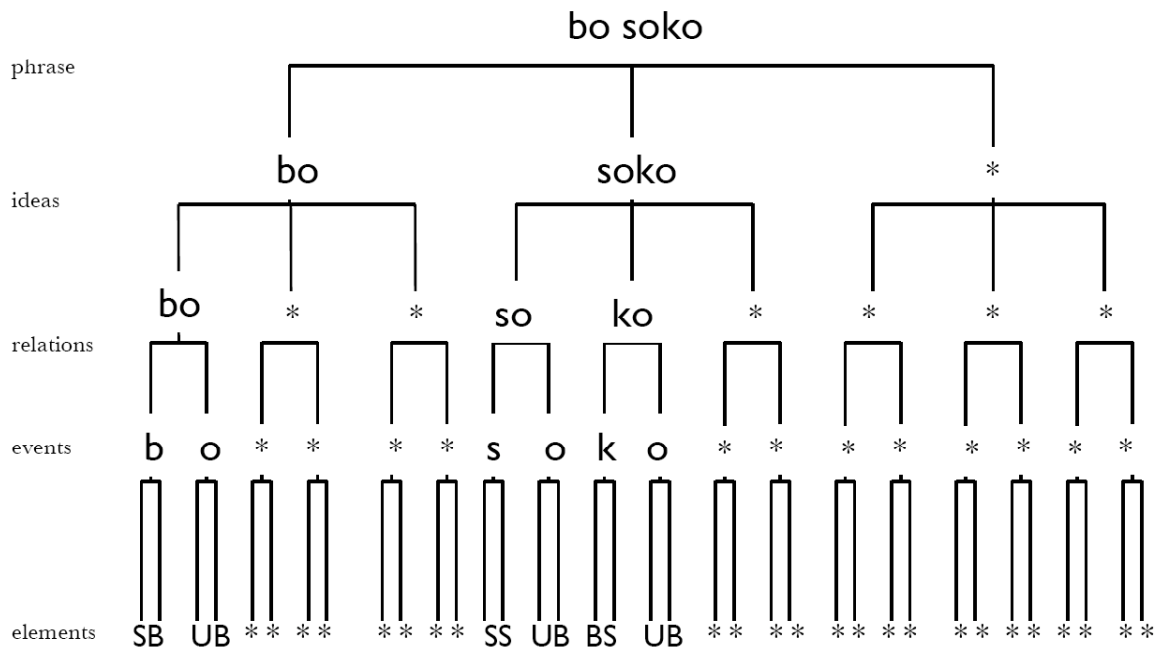 bo soko
phrase
bo soko *
ideas
bo * * so ko * * * *
relations
events b o * * * * s o k o * * * * * * * *
elements SB UB * * * * * * * * SS UB BS UB * * * * * * * * * * * * * * * *